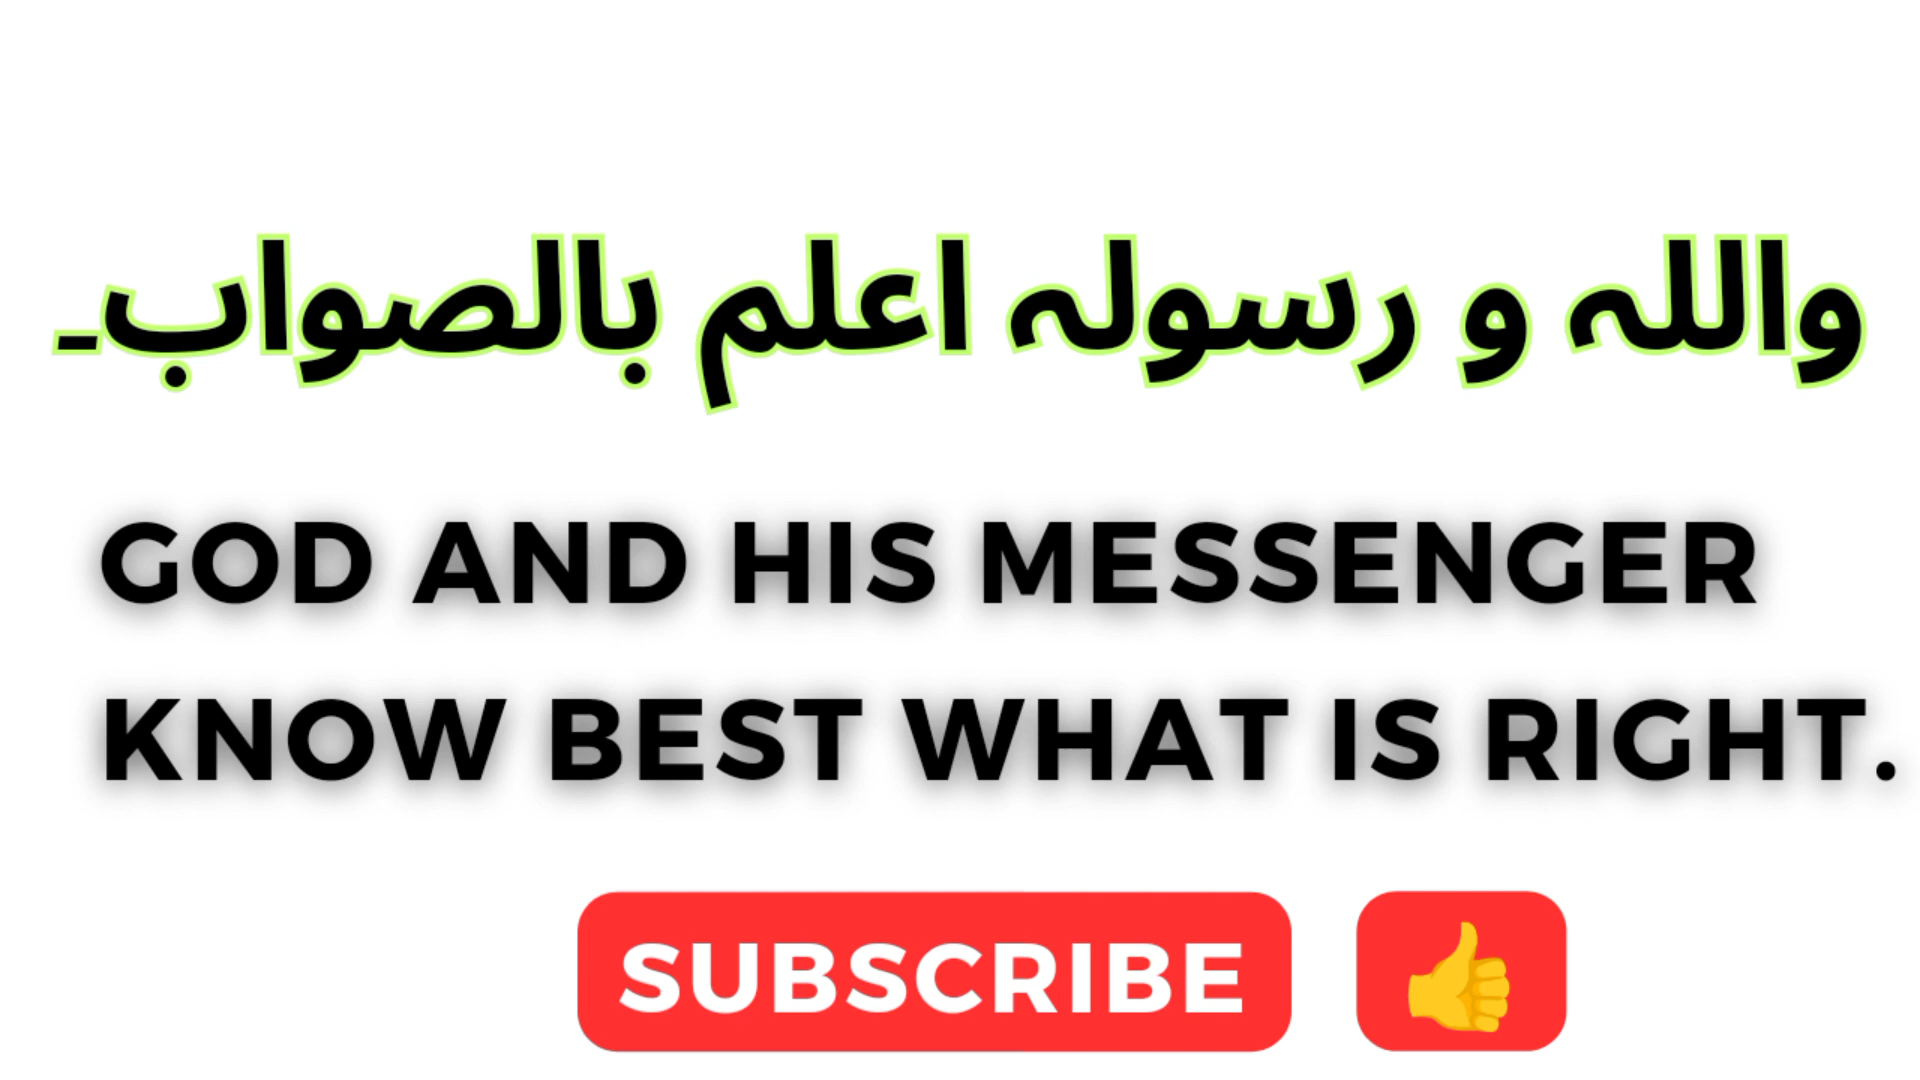 واللہ و رسولہ اعلم بالصواب۔
GOD AND HIS MESSENGER
KNOW BEST WHAT IS RIGHT.
SUBSCRIBE